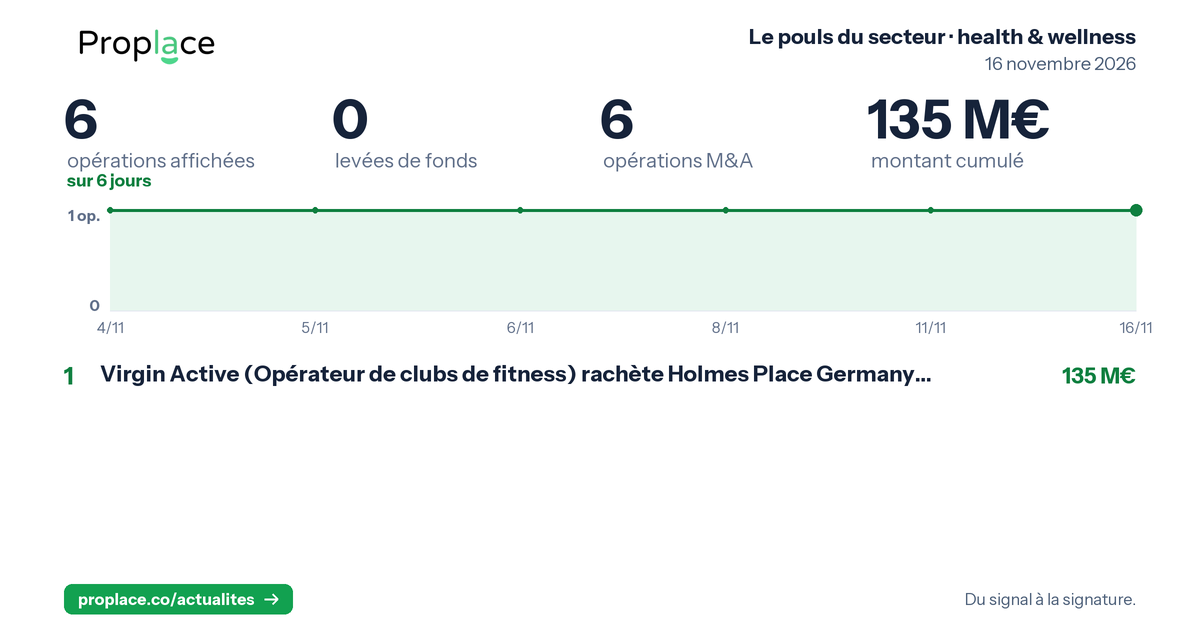 Proplace
Le pouls du secteur · health & wellness
16 novembre 2026
6
opérations affichées
sur 6 jours
0
levées de fonds
6
opérations M&A
135 M€
montant cumulé
1 op.
0
4/11
5/11
6/11
8/11
11/11
16/11
1 Virgin Active (Opérateur de clubs de fitness) rachète Holmes Place Germany... 135 M€
proplace.co/actualites →
Du signal à la signature.